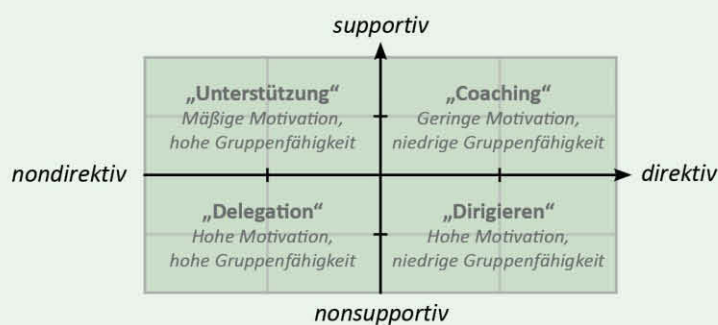 supportiv
„Unterstützung“
Mäßige Motivation,
hohe Gruppenfähigkeit
„Coaching“
Geringe Motivation,
niedrige Gruppenfähigkeit
nondirektiv
direktiv
„Delegation“
Hohe Motivation,
hohe Gruppenfähigkeit
„Dirigieren“
Hohe Motivation,
niedrige Gruppenfähigkeit
nonsupportiv